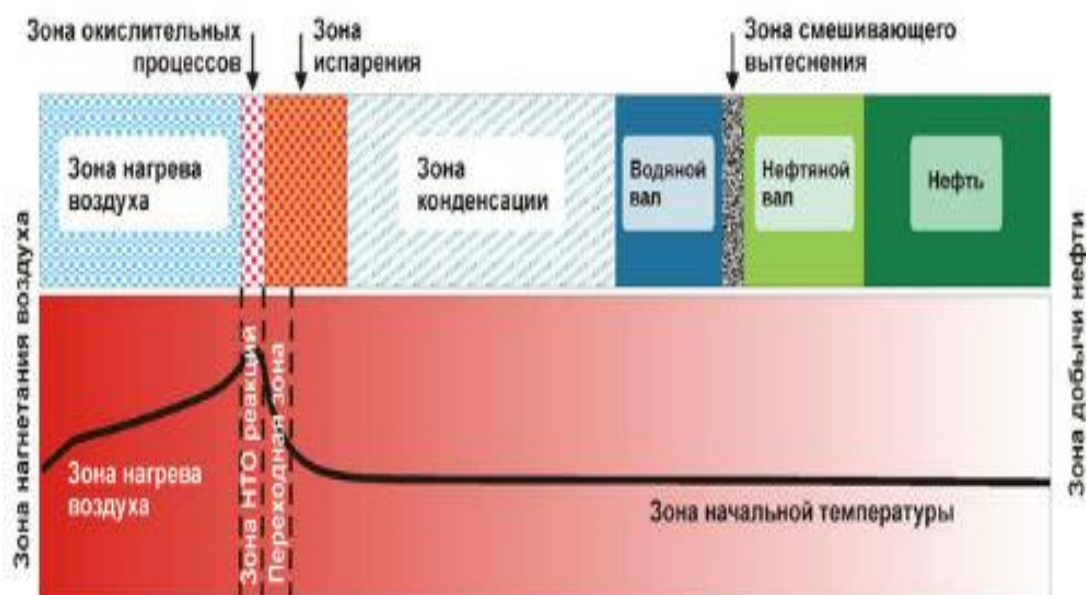 Зона окислительных
процессов
Зона
испарения
Зона смешивающего
вытеснения
Зона нагрева
воздуха
Зона
конденсации
Водяной
вал
Нефтяной
вал
Нефть
Зона нагнетания воздуха
Зона добычи нефти
Зона НТО реакций
Переходная зона
Зона нагрева
воздуха
Зона начальной температуры